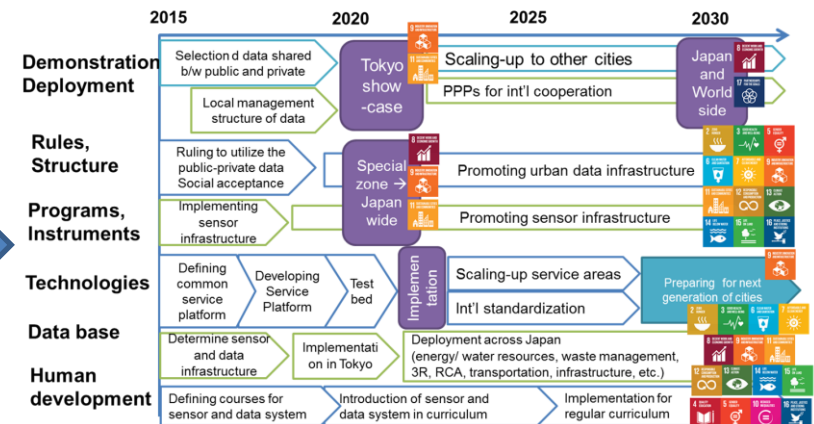 2015
2020
2025
2030
Demonstration
Deployment
Selection d data shared
b/w public and private
Local management
structure of data
Tokyo
show
-case
Scaling-up to other cities
PPPs for int'l cooperation
Japan
and
World
side
Rules,
Structure
Ruling to utilize the
public-private data
Social acceptance
Special
zone →
Japan
wide
Promoting urban data infrastructure
Programs,
Instruments
Implementing
sensor
infrastructure
Promoting sensor infrastructure
Technologies
Defining
common
service
platform
Developing
Service
Platform
Test
bed
Implemen
tation
Scaling-up service areas
Int'l standardization
Preparing for next
generation of cities
Data base
Determine sensor
and data
infrastructure
Implementati
on in Tokyo
Deployment across Japan
(energy/ water resources, waste management,
3R, RCA, transportation, infrastructure, etc.)
Human
development
Defining courses for
sensor and data system
Introduction of sensor and
data system in curriculum
Implementation for
regular curriculum